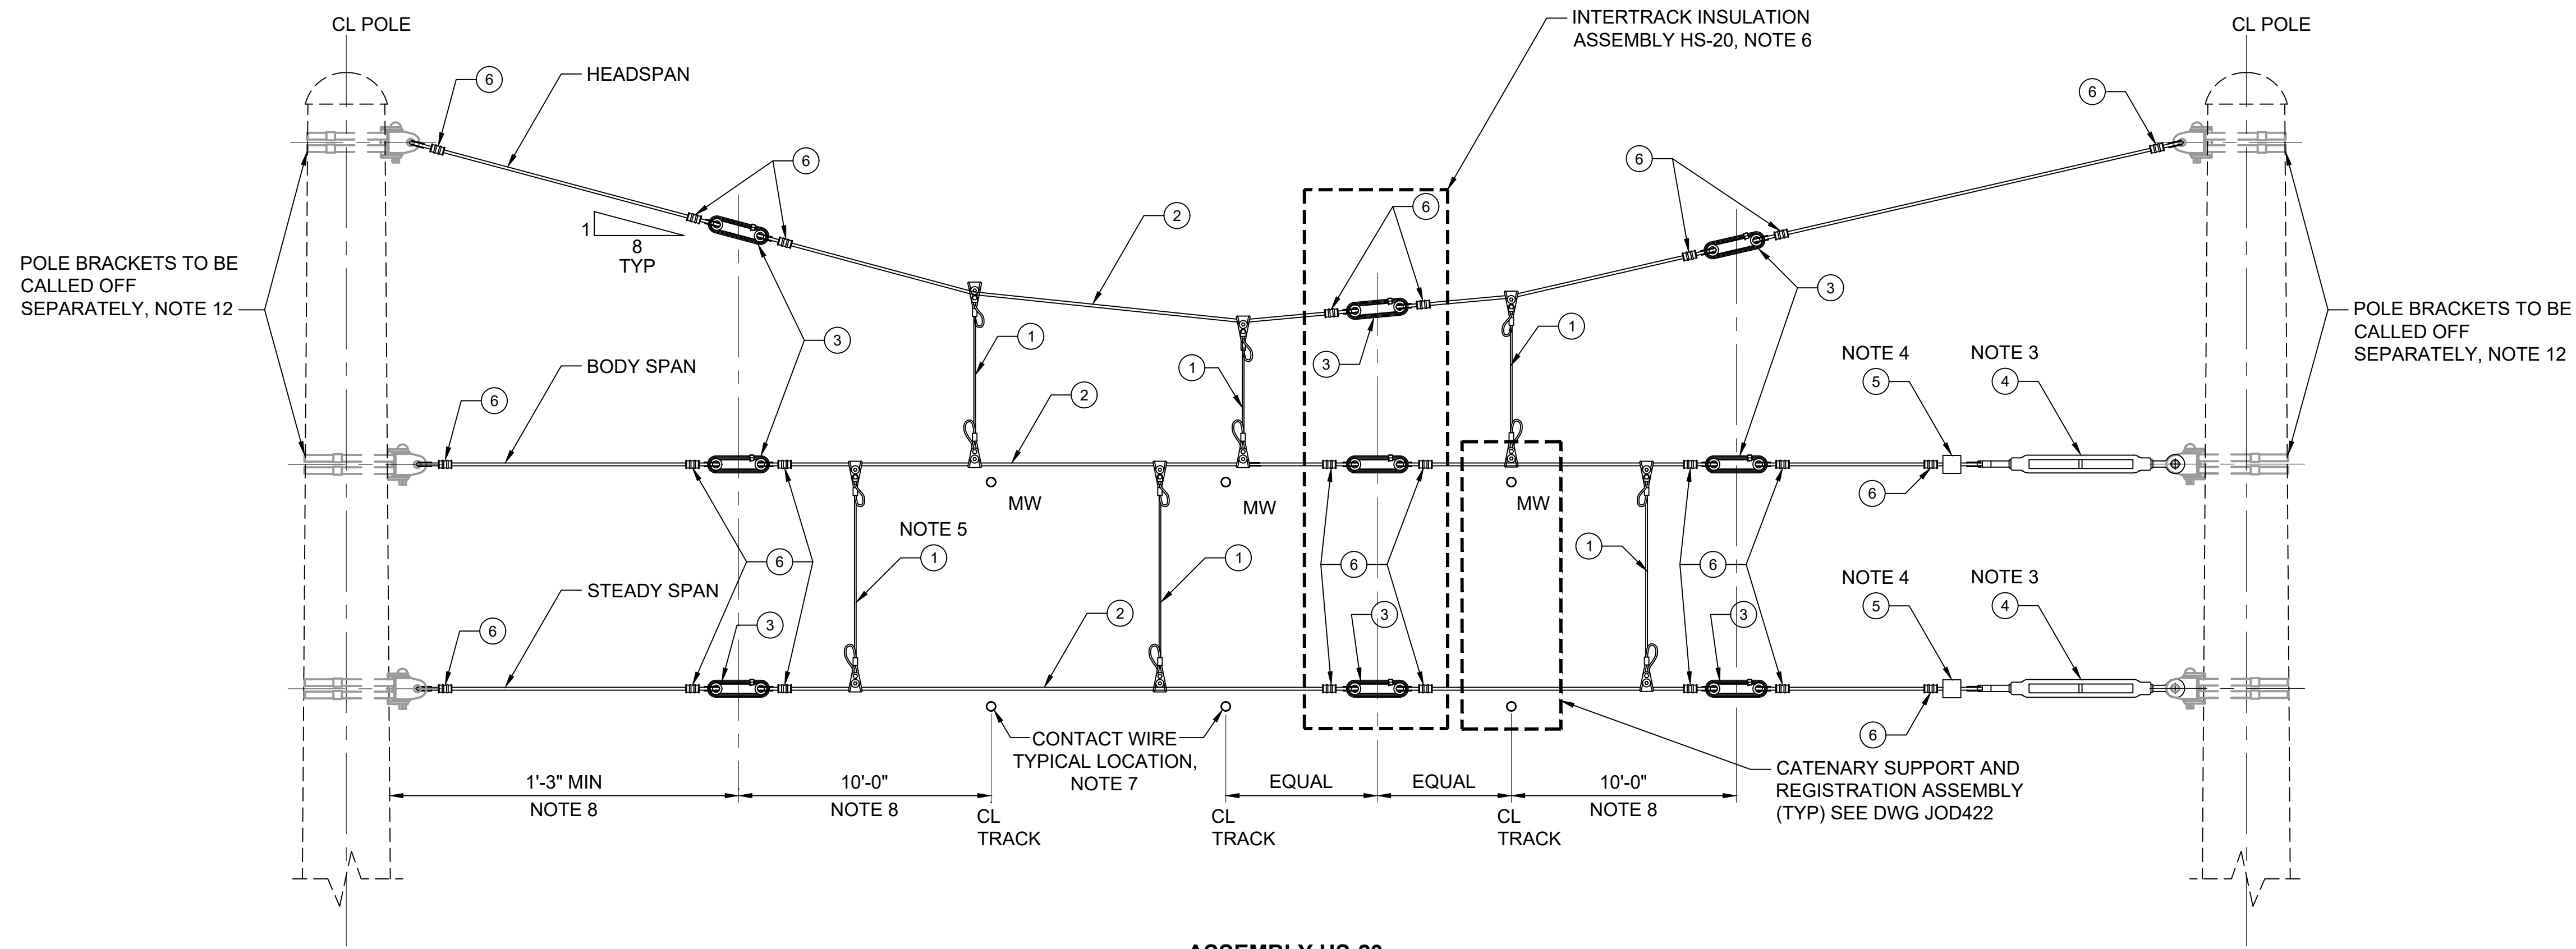 CL POLE
CL POLE
INTERTRACK INSULATION
ASSEMBLY HS-20, NOTE 6
6
HEADSPAN
6
6
6
6
2
1
8
TYP
POLE BRACKETS TO BE
CALLED OFF
SEPARATELY, NOTE 12
3
3
3
1
1
1
POLE BRACKETS TO BE
CALLED OFF
SEPARATELY, NOTE 12
BODY SPAN
6
2
NOTE 4
5
NOTE 3
4
6
MW
MW
MW
NOTE 5
1
1
1
6
6
6
STEADY SPAN
6
3
2
3
3
NOTE 4
5
NOTE 3
4
6
CONTACT WIRE
TYPICAL LOCATION,
NOTE 7
1'-3" MIN
NOTE 8
10'-0"
NOTE 8
EQUAL
EQUAL
10'-0"
NOTE 8
CL
TRACK
CL
TRACK
CL
TRACK
CATENARY SUPPORT AND
REGISTRATION ASSEMBLY
(TYP) SEE DWG JOD422